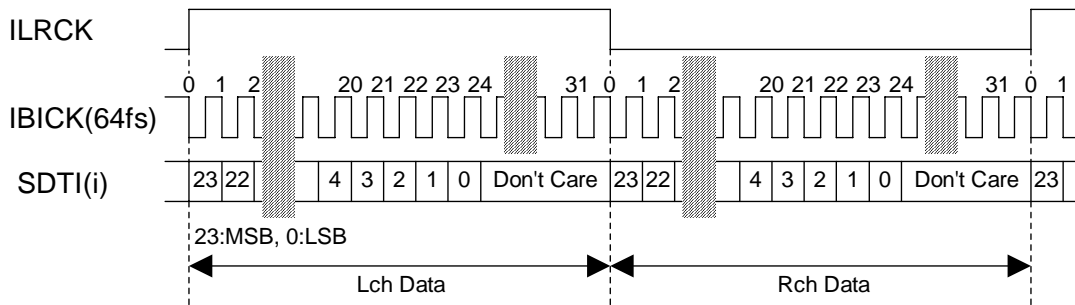 ILRCK
0 1 2 20 21 22 23 24 31 0 1 2 20 21 22 23 24 31 0 1
IBICK(64fs)
SDTI(i) 23 22 4 3 2 1 0 Don't Care 23 22 4 3 2 1 0 Don't Care 23
23:MSB, 0:LSB
Lch Data Rch Data